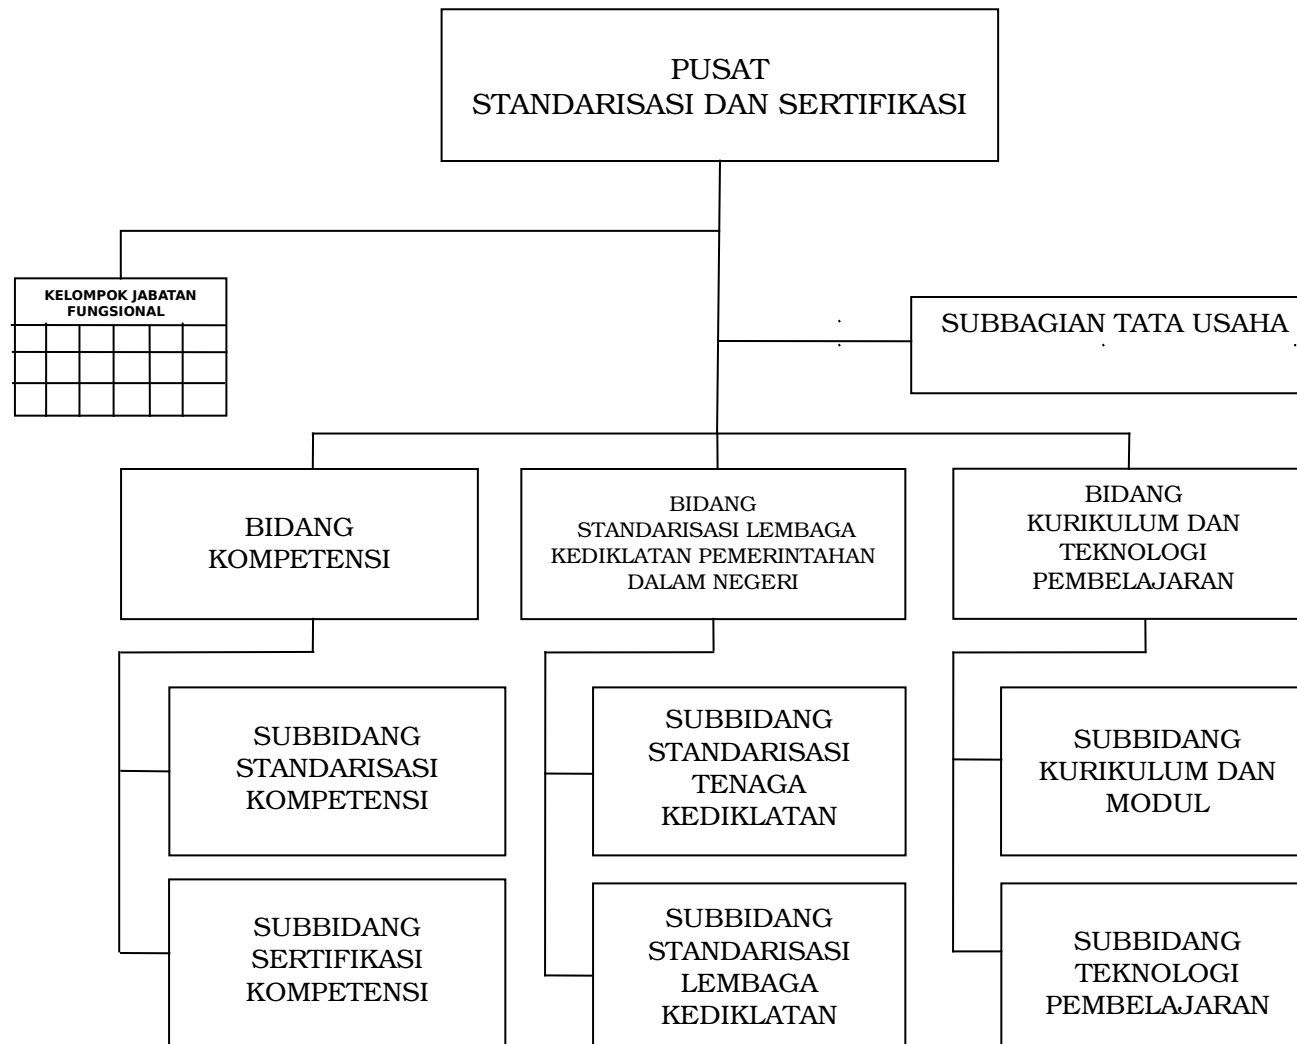 PUSAT
STANDARISASI DAN SERTIFIKASI
KELOMPOK JABATAN
FUNGSIONAL
SUBBAGIAN TATA USAHA
BIDANG
KOMPETENSI
BIDANG
STANDARISASI LEMBAGA
KEDIKLATAN PEMERINTAHAN
DALAM NEGERI
BIDANG
KURIKULUM DAN
TEKNOLOGI
PEMBELAJARAN
SUBBIDANG
STANDARISASI
KOMPETENSI
SUBBIDANG
STANDARISASI
TENAGA
KEDIKLATAN
SUBBIDANG
KURIKULUM DAN
MODUL
SUBBIDANG
SERTIFIKASI
KOMPETENSI
SUBBIDANG
STANDARISASI
LEMBAGA
KEDIKLATAN
SUBBIDANG
TEKNOLOGI
PEMBELAJARAN